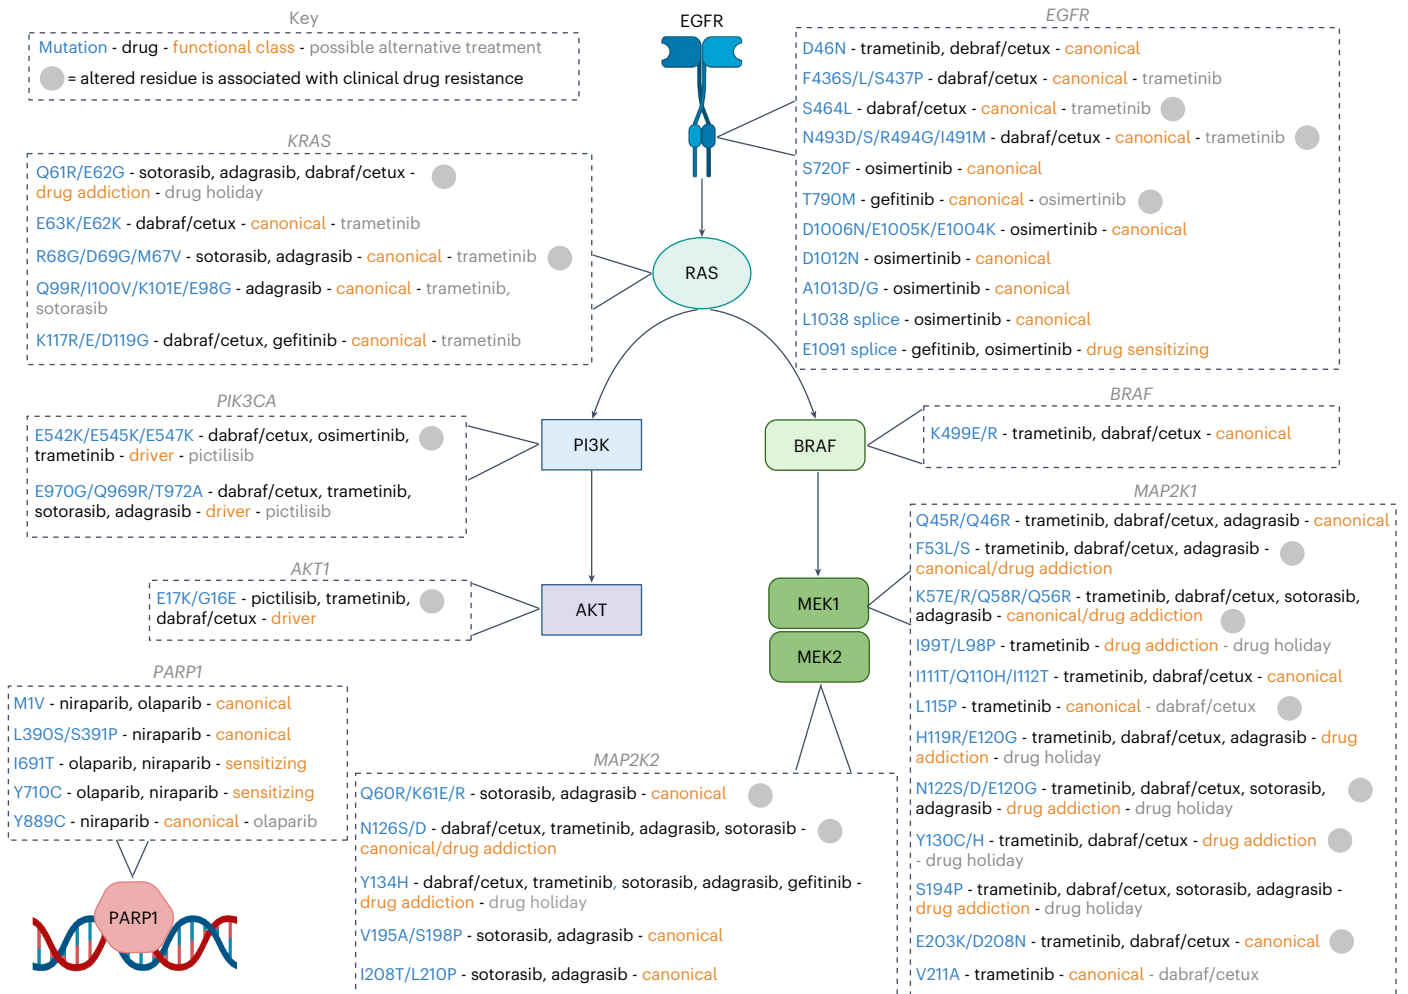 Key
Mutation - drug - functional class - possible alternative treatment
= altered residue is associated with clinical drug resistance
EGFR
EGFR
D46N - trametinib, debraf/cetux - canonical
F436S/L/S437P - dabraf/cetux - canonical - trametinib
S464L - dabraf/cetux - canonical - trametinib
N493D/S/R494G/I491M - dabraf/cetux - canonical - trametinib
S720F - osimertinib - canonical
T790M - gefitinib - canonical - osimertinib
D1006N/E1005K/E1004K - osimertinib - canonical
D1012N - osimertinib - canonical
A1013D/G - osimertinib - canonical
L1038 splice - osimertinib - canonical
E1091 splice - gefitinib, osimertinib - drug sensitizing
KRAS
Q61R/E62G - sotorasib, adagrasib, dabraf/cetux -
drug addiction - drug holiday
E63K/E62K - dabraf/cetux - canonical - trametinib
R68G/D69G/M67V - sotorasib, adagrasib - canonical - trametinib
Q99R/I100V/K101E/E98G - adagrasib - canonical - trametinib,
sotorasib
K117R/E/D119G - dabraf/cetux, gefitinib - canonical - trametinib
RAS
PIK3CA
E542K/E545K/E547K - dabraf/cetux, osimertinib,
trametinib - driver - pictilisib
E970G/Q969R/T972A - dabraf/cetux, trametinib,
sotorasib, adagrasib - driver - pictilisib
PI3K
BRAF
BRAF
K499E/R - trametinib, dabraf/cetux - canonical
AKT1
E17K/G16E - pictilisib, trametinib,
dabraf/cetux - driver
AKT
MEK1
MEK2
MAP2K1
Q45R/Q46R - trametinib, dabraf/cetux, adagrasib - canonical
F53L/S - trametinib, dabraf/cetux, adagrasib -
canonical/drug addiction
K57E/R/Q58R/Q56R - trametinib, dabraf/cetux, sotorasib,
adagrasib - canonical/drug addiction
I99T/L98P - trametinib - drug addiction - drug holiday
I111T/Q110H/I112T - trametinib, dabraf/cetux - canonical
L115P - trametinib - canonical - dabraf/cetux
H119R/E120G - trametinib, dabraf/cetux, adagrasib - drug
addiction - drug holiday
N122S/D/E120G - trametinib, dabraf/cetux, sotorasib,
adagrasib - drug addiction - drug holiday
Y130C/H - trametinib, dabraf/cetux - drug addiction
- drug holiday
S194P - trametinib, dabraf/cetux, sotorasib, adagrasib -
drug addiction - drug holiday
E203K/D208N - trametinib, dabraf/cetux - canonical
V211A - trametinib - canonical - dabraf/cetux
PARP1
M1V - niraparib, olaparib - canonical
L390S/S391P - niraparib - canonical
I691T - olaparib, niraparib - sensitizing
Y710C - olaparib, niraparib - sensitizing
Y889C - niraparib - canonical - olaparib
PARP1
MAP2K2
Q60R/K61E/R - sotorasib, adagrasib - canonical
N126S/D - dabraf/cetux, trametinib, adagrasib, sotorasib -
canonical/drug addiction
Y134H - dabraf/cetux, trametinib, sotorasib, adagrasib, gefitinib -
drug addiction - drug holiday
V195A/S198P - sotorasib, adagrasib - canonical
I208T/L210P - sotorasib, adagrasib - canonical